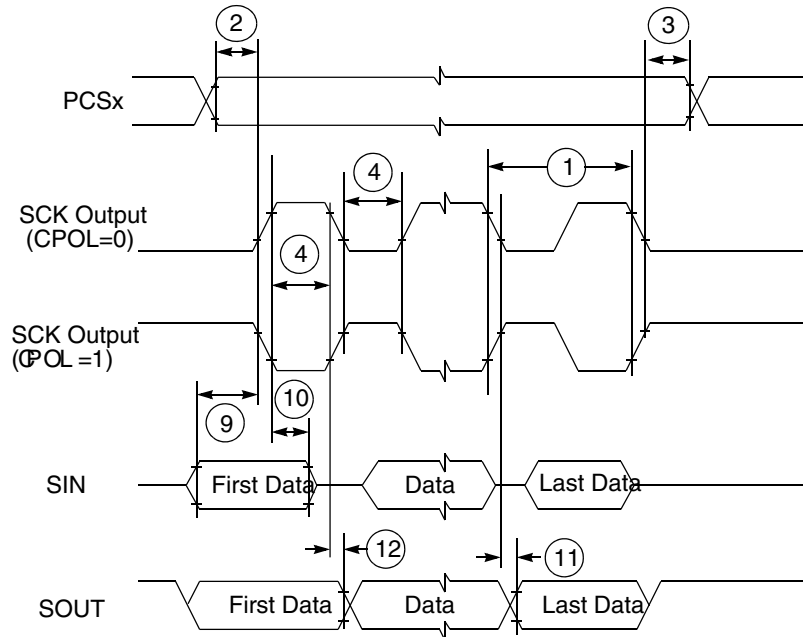 2
3
PCSx
4
1
SCK Output
(CPOL=0)
4
SCK Output
(CPOL =1)
9
10
SIN
First Data
Data
Last Data
12
11
SOUT
First Data
Data
Last Data